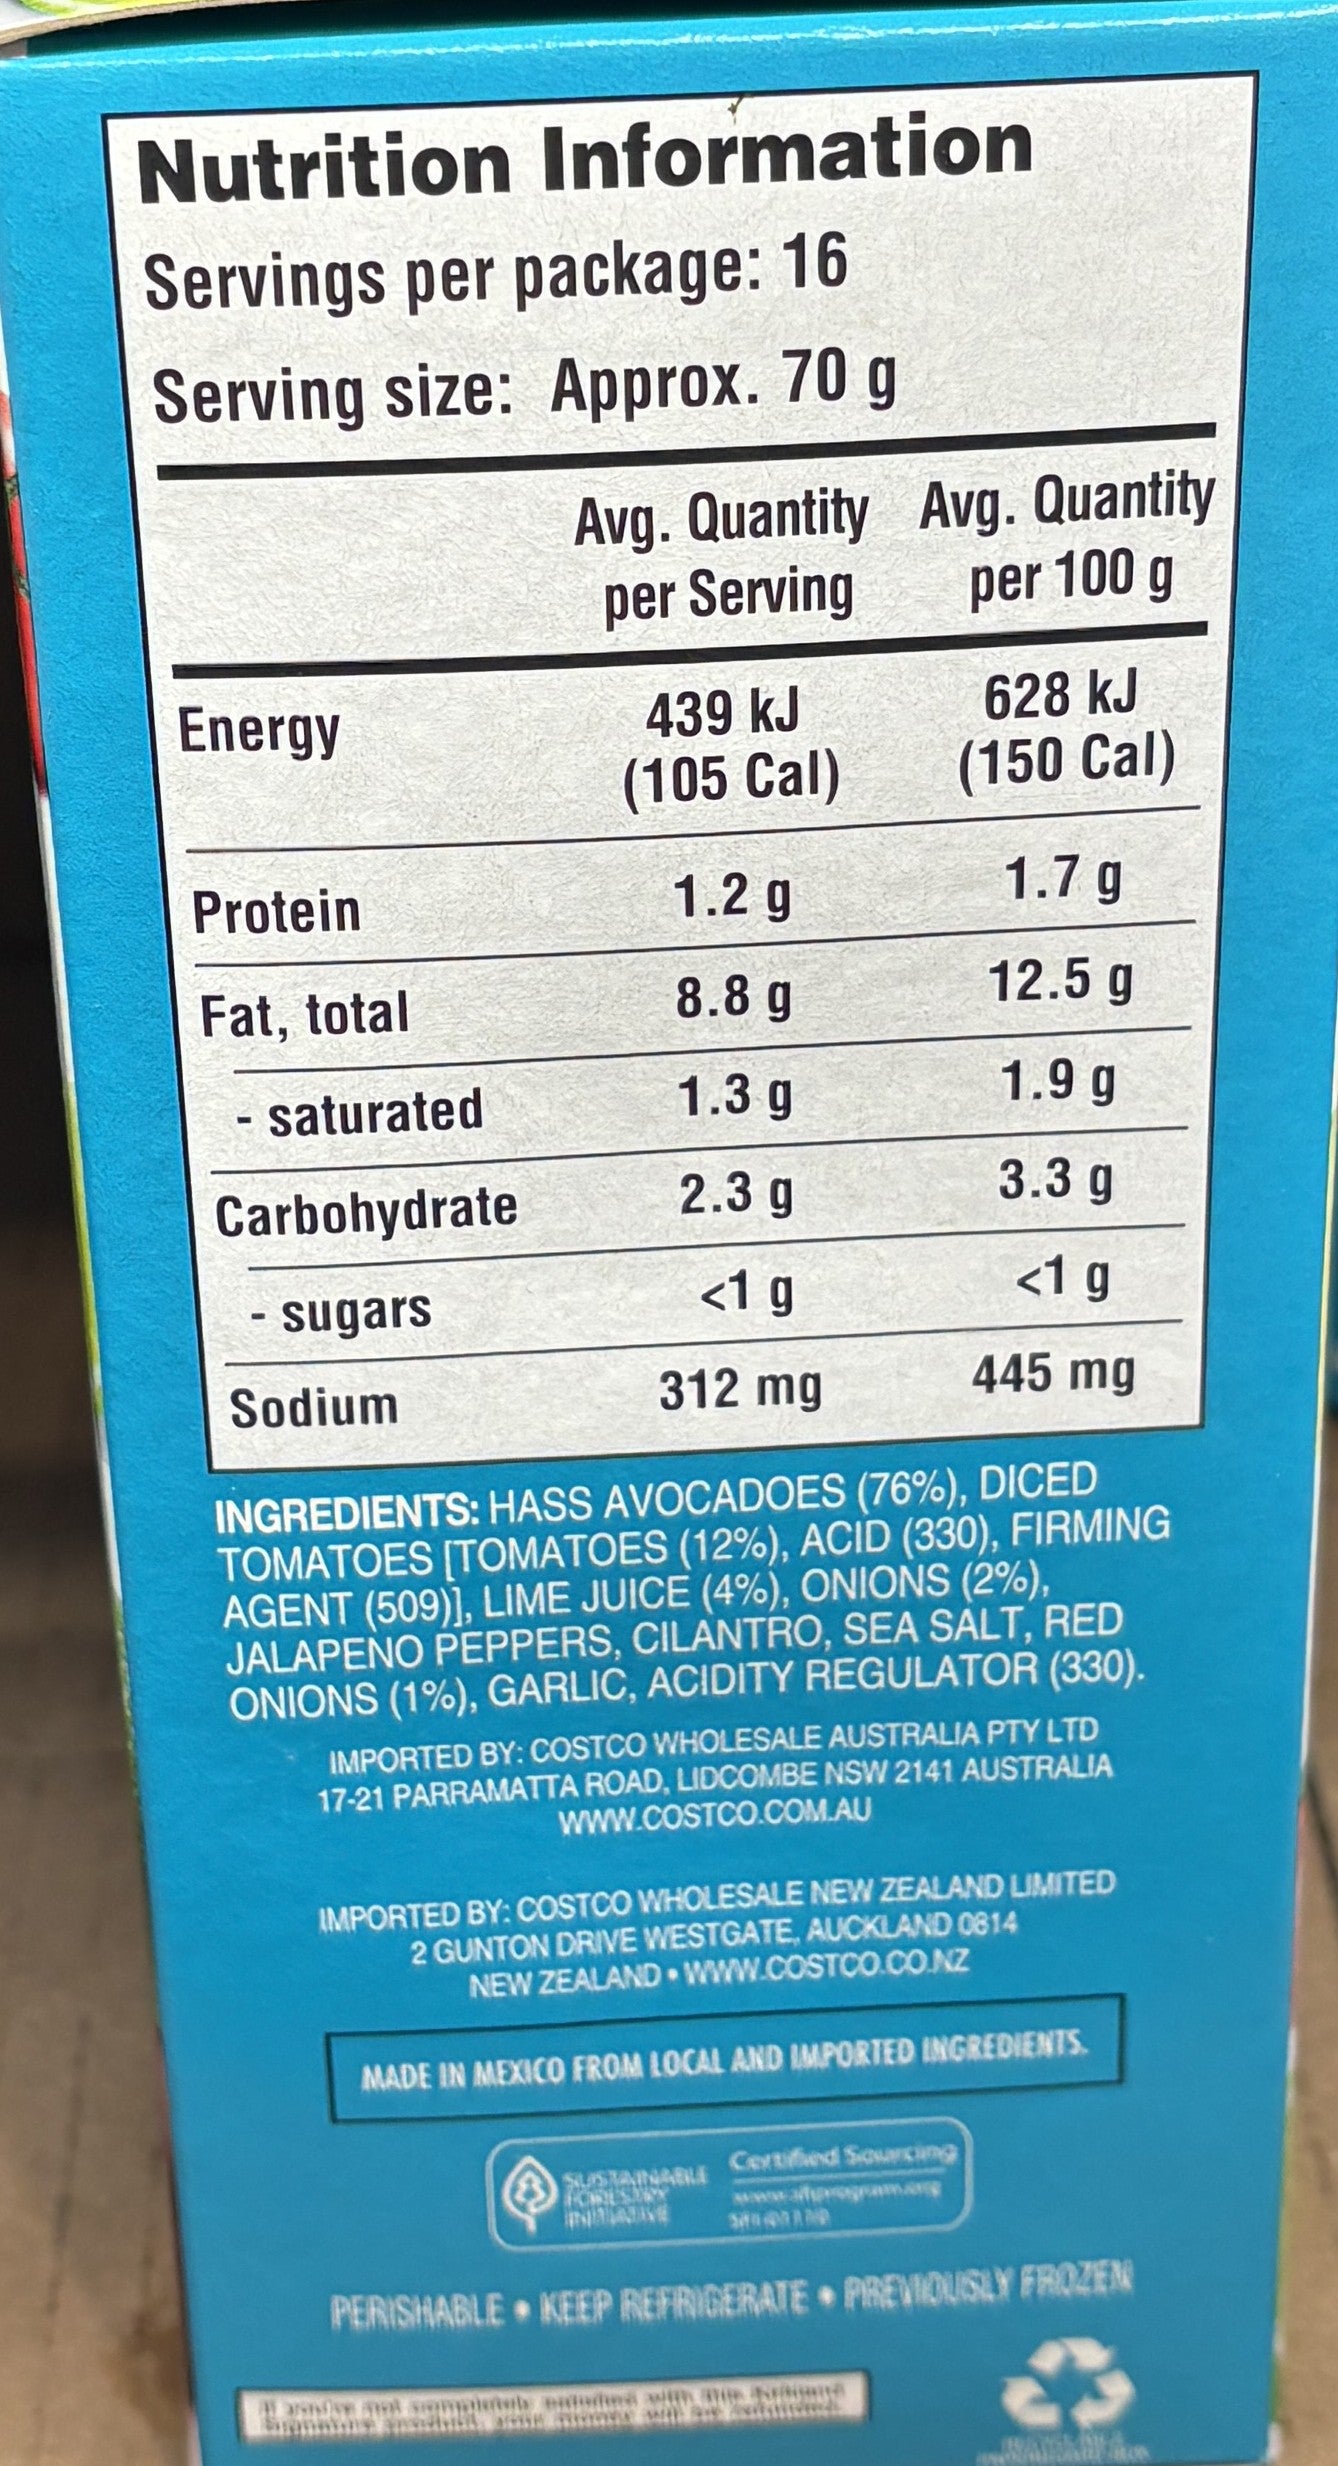 Nutrition Information
Servings per package: 16
Serving size: Approx. 70 g
Avg. Quantity per Serving Avg. Quantity per 100 g
Energy 439 kJ (105 Cal) 628 kJ (150 Cal)
Protein 1.2 g 1.7 g
Fat, total 8.8 g 12.5 g
- saturated 1.3 g 1.9 g
Carbohydrate 2.3 g 3.3 g
- sugars <1 g <1 g
Sodium 312 mg 445 mg
INGREDIENTS: HASS AVOCADOES (76%), DICED
TOMATOES [TOMATOES (12%), ACID (330), FIRMING
AGENT (509)], LIME JUICE (4%), ONIONS (2%),
JALAPENO PEPPERS, CILANTRO, SEA SALT, RED
ONIONS (1%), GARLIC, ACIDITY REGULATOR (330).
IMPORTED BY: COSTCO WHOLESALE AUSTRALIA PTY LTD
17-21 PARRAMATTA ROAD, LIDCOMBE NSW 2141 AUSTRALIA
WWW.COSTCO.COM.AU
IMPORTED BY: COSTCO WHOLESALE NEW ZEALAND LIMITED
2 GUNTON DRIVE WESTGATE, AUCKLAND 0814
NEW ZEALAND • WWW.COSTCO.CO.NZ
MADE IN MEXICO FROM LOCAL AND IMPORTED INGREDIENTS.
SUSTAINABLE
FORESTRY
INITIATIVE
Certified Sourcing
PERISHABLE • KEEP REFRIGERATE • PREVIOUSLY FROZEN